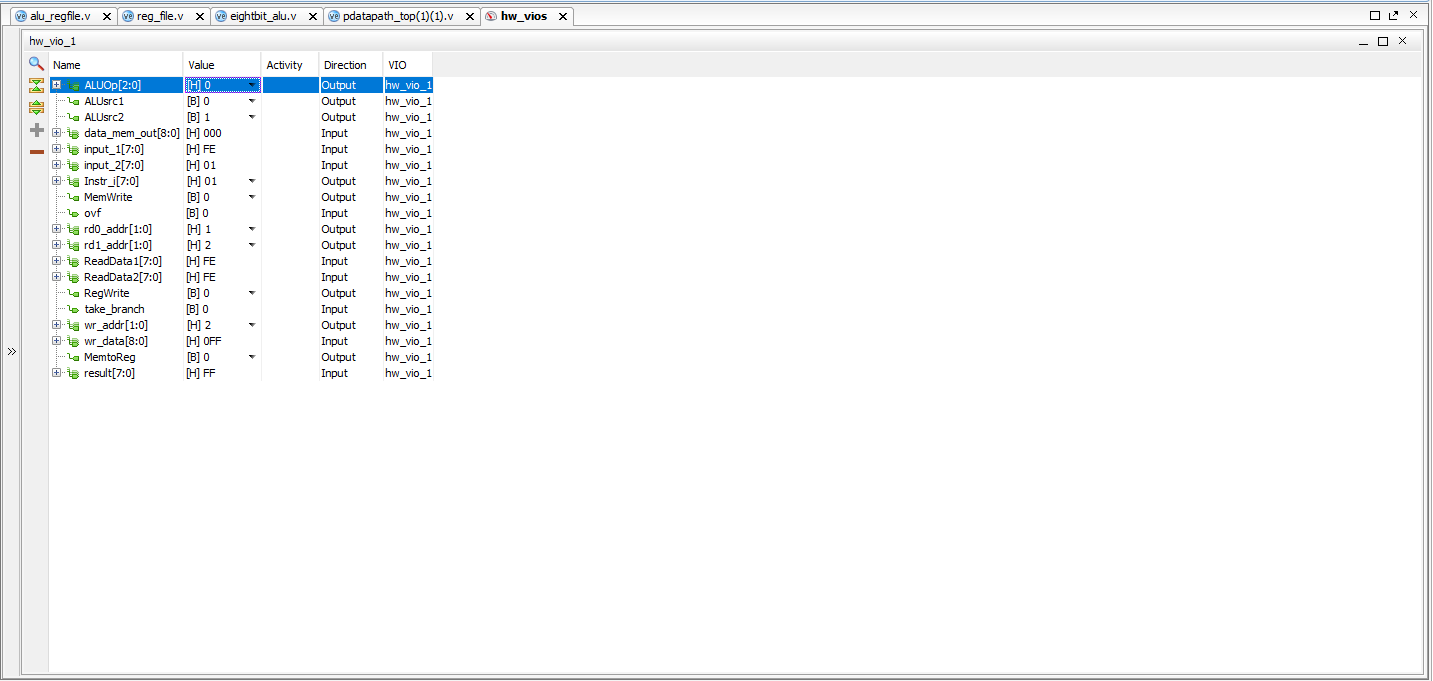 alu_regfile.v reg_file.v eightbit_alu.v pdatapath_top(1)(1).v hw_vios
hw_vio_1
Name Value Activity Direction VIO
ALUOp[2:0] [H] 0 Output hw_vio_1
ALUsrc1 [B] 0 Output hw_vio_1
ALUsrc2 [B] 1 Output hw_vio_1
data_mem_out[8:0] [H] 000 Input hw_vio_1
input_1[7:0] [H] FE Input hw_vio_1
input_2[7:0] [H] 01 Input hw_vio_1
Instr_i[7:0] [H] 01 Output hw_vio_1
MemWrite [B] 0 Output hw_vio_1
ovf [B] 0 Input hw_vio_1
rd0_addr[1:0] [H] 1 Output hw_vio_1
rd1_addr[1:0] [H] 2 Output hw_vio_1
ReadData1[7:0] [H] FE Input hw_vio_1
ReadData2[7:0] [H] FE Input hw_vio_1
RegWrite [B] 0 Output hw_vio_1
take_branch [B] 0 Input hw_vio_1
wr_addr[1:0] [H] 2 Output hw_vio_1
wr_data[8:0] [H] 0FF Input hw_vio_1
MemtoReg [B] 0 Output hw_vio_1
result[7:0] [H] FF Input hw_vio_1